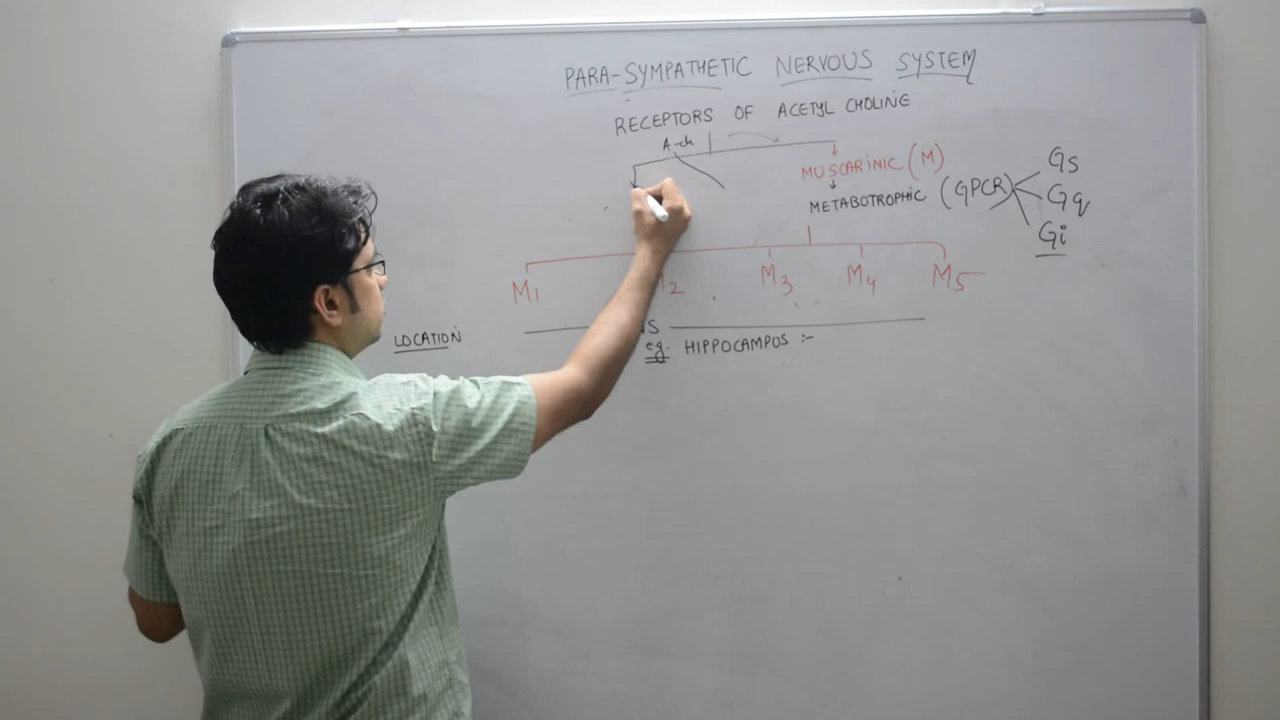 PARA-SYMPATHETIC NERVOUS SYSTEM
RECEPTORS OF ACETYL CHOLINE
A-ch
MUSCARINIC (M)
METABOTROPHIC (GPCR)
Gs
Gq
Gi
M1 M2 M3 M4 M5
LOCATION
eg. HIPPOCAMPUS :-